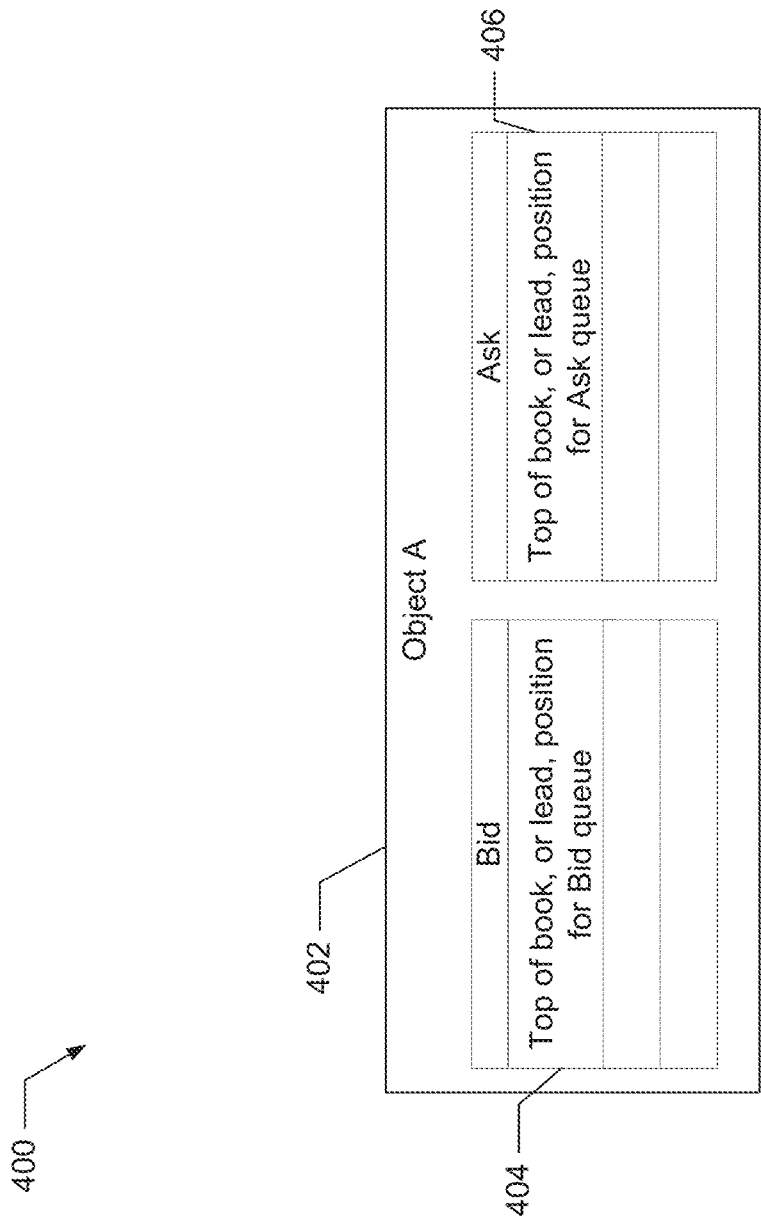 400
402
Object A
Bid
Ask
404
Top of book, or lead, position
for Bid queue
Top of book, or lead, position
for Ask queue
406